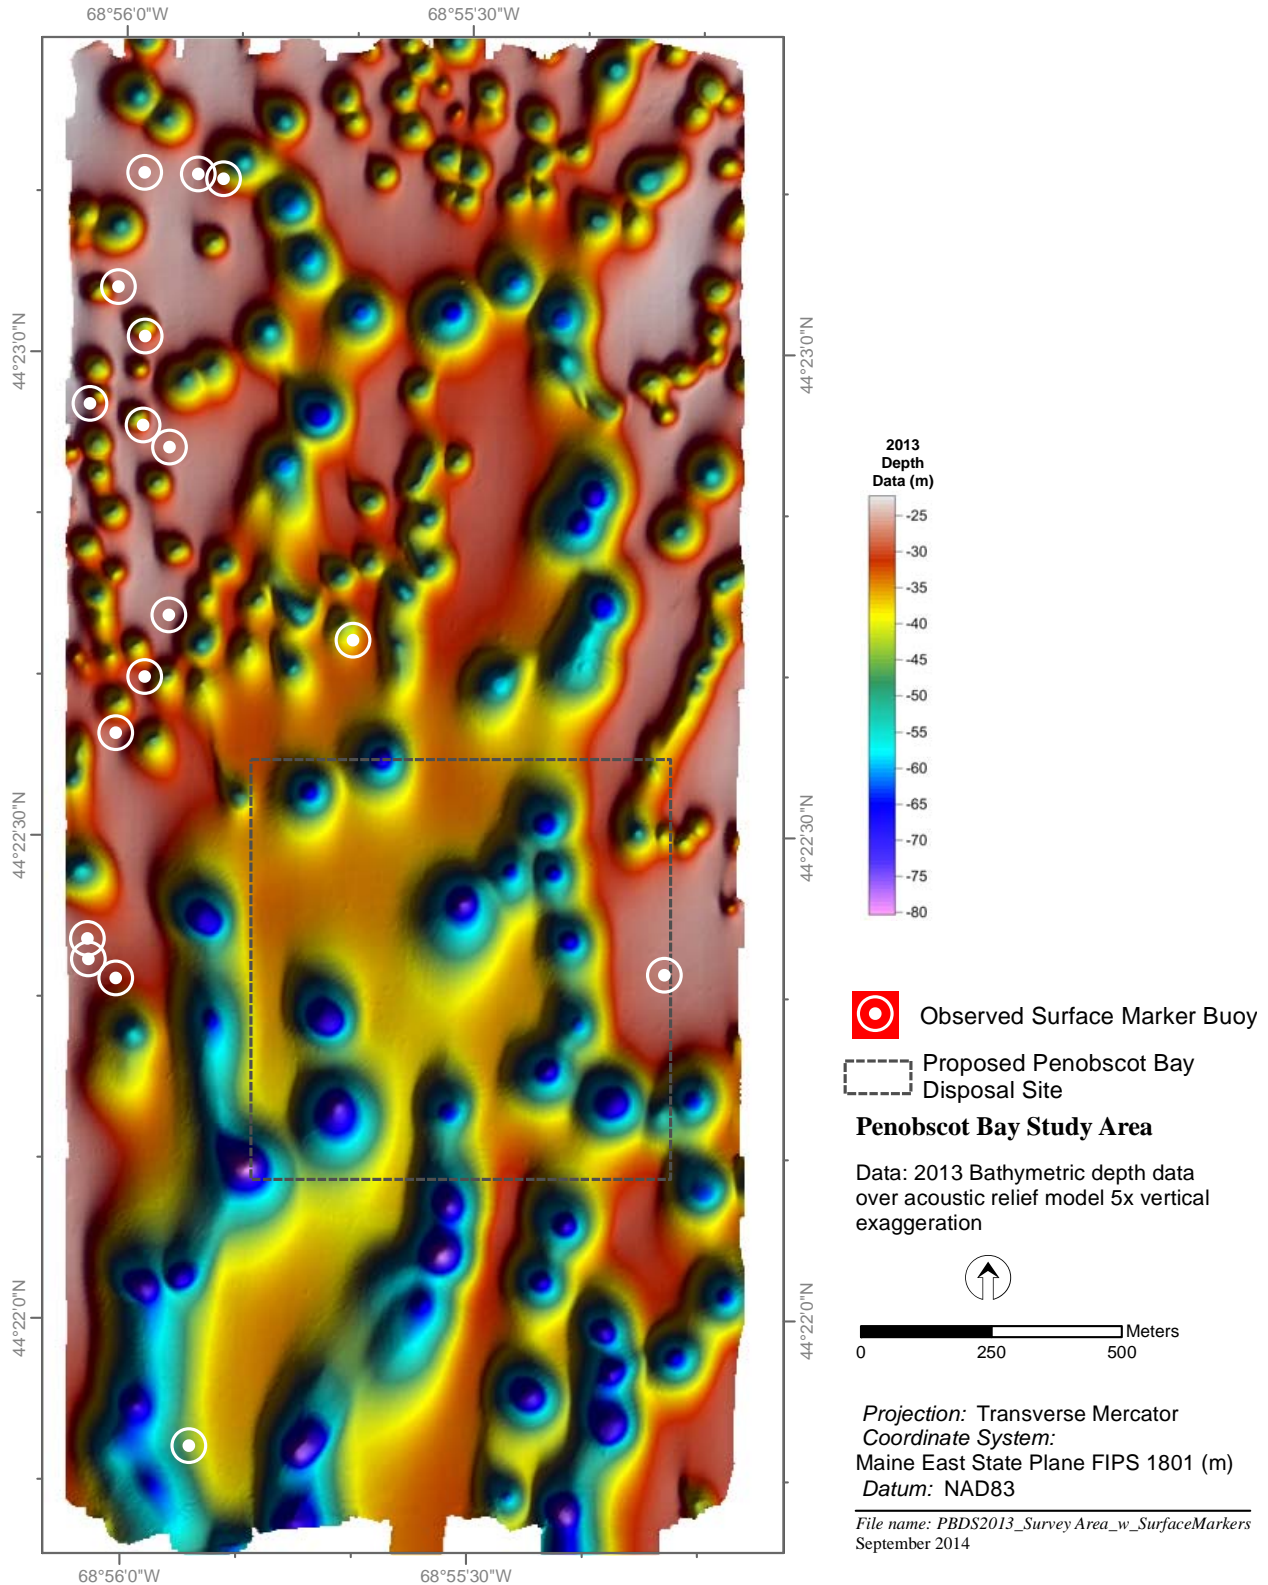 68°56'0"W
68°55'30"W
44°23'0"N
44°23'0"N
44°22'30"N
44°22'30"N
44°22'0"N
44°22'0"N
68°56'0"W
68°55'30"W
2013
Depth
Data (m)
-25
-30
-35
-40
-45
-50
-55
-60
-65
-70
-75
-80
Observed Surface Marker Buoy
Proposed Penobscot Bay
Disposal Site
Penobscot Bay Study Area
Data: 2013 Bathymetric depth data
over acoustic relief model 5x vertical
exaggeration
Meters
0 250 500
Projection: Transverse Mercator
Coordinate System:
Maine East State Plane FIPS 1801 (m)
Datum: NAD83
File name: PBDS2013_Survey Area_w_SurfaceMarkers
September 2014